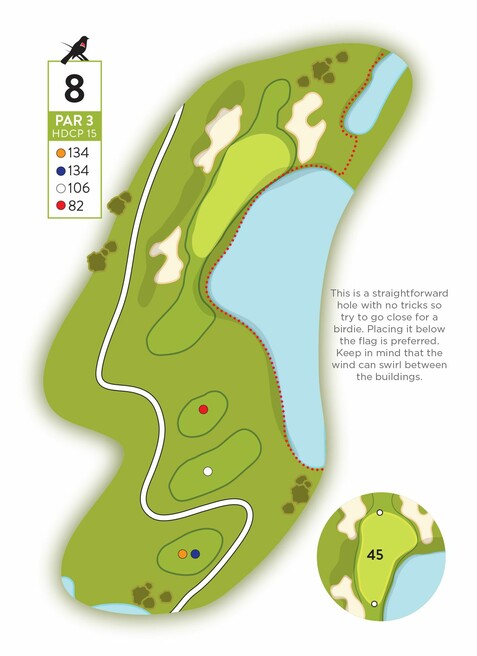 8
PAR 3
HDCP 15
134
134
106
82
This is a straightforward
hole with no tricks so
try to go close for a
birdie. Placing it below
the flag is preferred.
Keep in mind that the
wind can swirl between
the buildings.
45